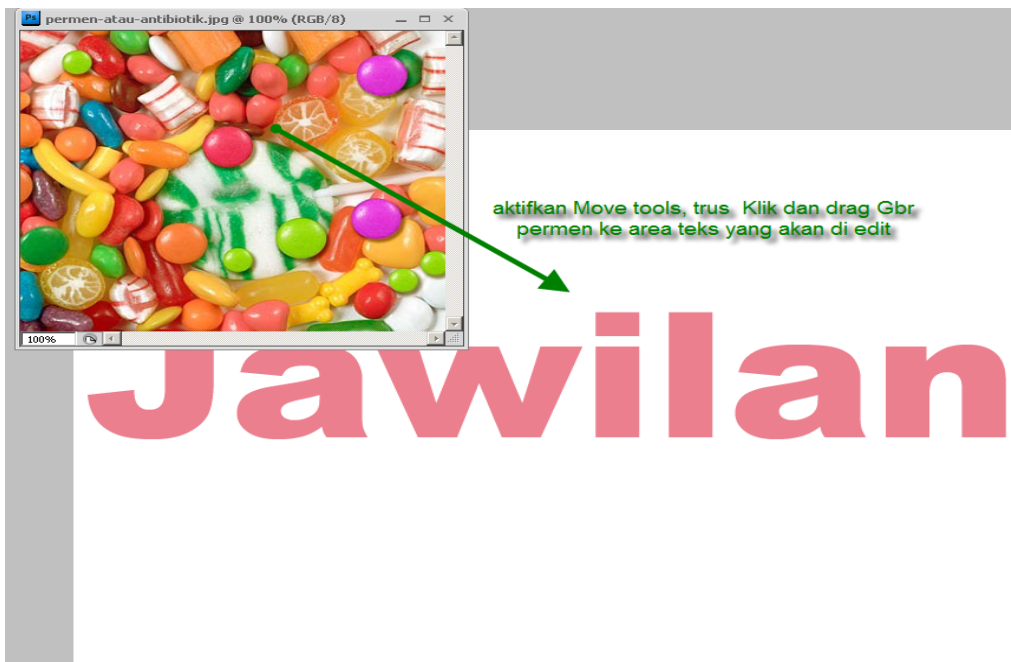 Ps permen-atau-antibiotik.jpg @ 100% (RGB/8)
aktifkan Move tools, trus Klik dan drag Gbr
permen ke area teks yang akan di edit
100%
Jawilan